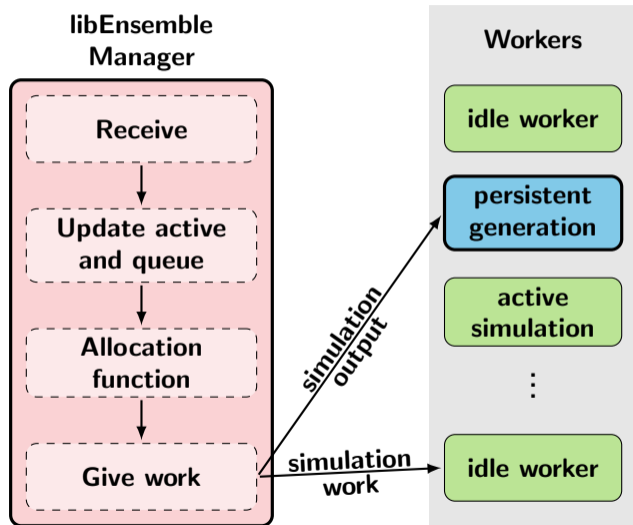 libEnsemble
Manager
Receive
Update active
and queue
Allocation
function
Give work
simulation
output
simulation
work
Workers
idle worker
persistent
generation
active
simulation
⋮
idle worker